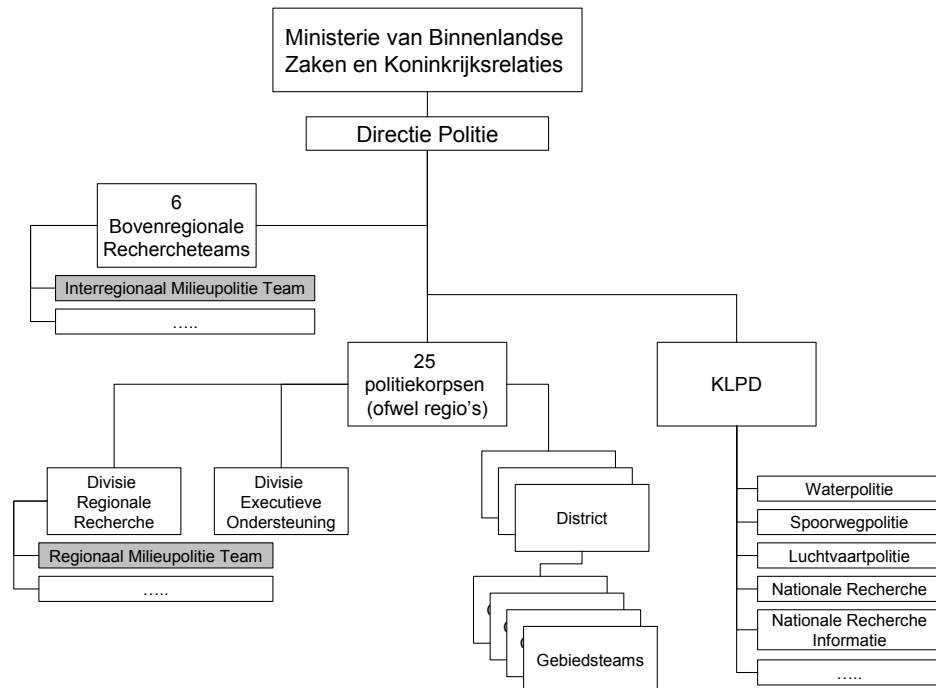 Ministerie van Binnenlandse
Zaken en Koninkrijksrelaties
Directie Politie
6
Bovenregionale
Rechercheteams
Interregionaal Milieupolitie Team
…..
25
politiekorpsen
(ofwel regio's)
KLPD
Divisie
Regionale
Recherche
Divisie
Executieve
Ondersteuning
Regionaal Milieupolitie Team
…..
District
Gebiedsteams
Waterpolitie
Spoorwegpolitie
Luchtvaartpolitie
Nationale Recherche
Nationale Recherche
Informatie
…..